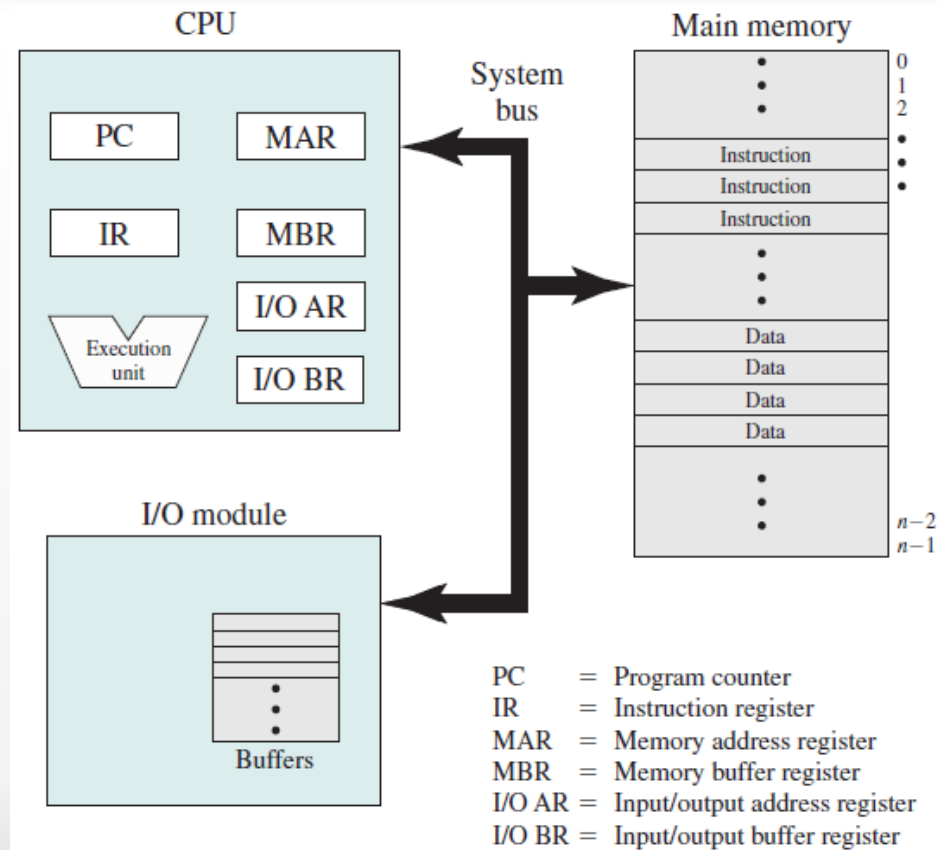 CPU
PC
MAR
IR
MBR
I/O AR
Execution
unit
I/O BR
System
bus
Main memory
0
1
2
Instruction
Instruction
Instruction
Data
Data
Data
Data
n−2
n−1
I/O module
Buffers
PC = Program counter
IR = Instruction register
MAR = Memory address register
MBR = Memory buffer register
I/O AR = Input/output address register
I/O BR = Input/output buffer register